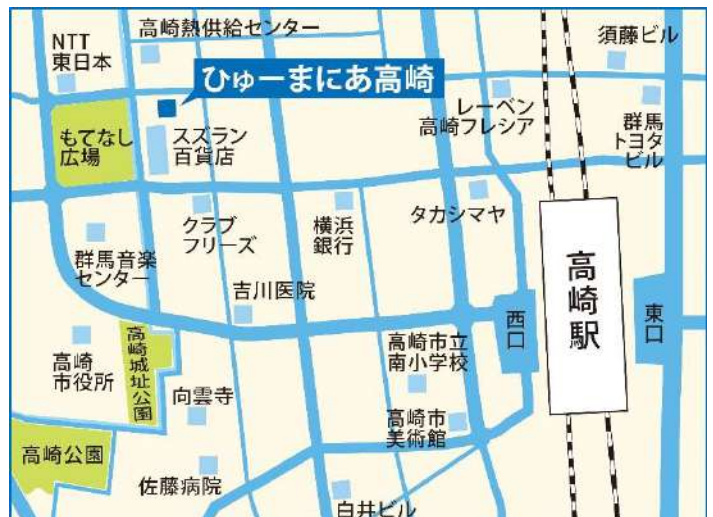 高崎熱供給センター
NTT
東日本
須藤ビル
ひゅーまにあ高崎
レーベン
高崎フレシア
群馬
トヨタ
ビル
もてなし
広場
スズラン
百貨店
クラブ
フリーズ
横浜
銀行
タカシマヤ
群馬音楽
センター
吉川医院
高崎駅
西口
東口
高崎
市役所
高崎城址公園
高崎市立
南小学校
向雲寺
高崎市
美術館
高崎公園
佐藤病院
白井ビル